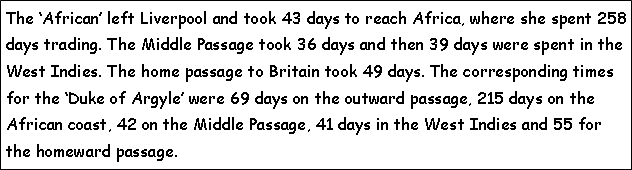 The ‘African’ left Liverpool and took 43 days to reach Africa, where she spent 258
days trading. The Middle Passage took 36 days and then 39 days were spent in the
West Indies. The home passage to Britain took 49 days. The corresponding times
for the ‘Duke of Argyle’ were 69 days on the outward passage, 215 days on the
African coast, 42 on the Middle Passage, 41 days in the West Indies and 55 for
the homeward passage.